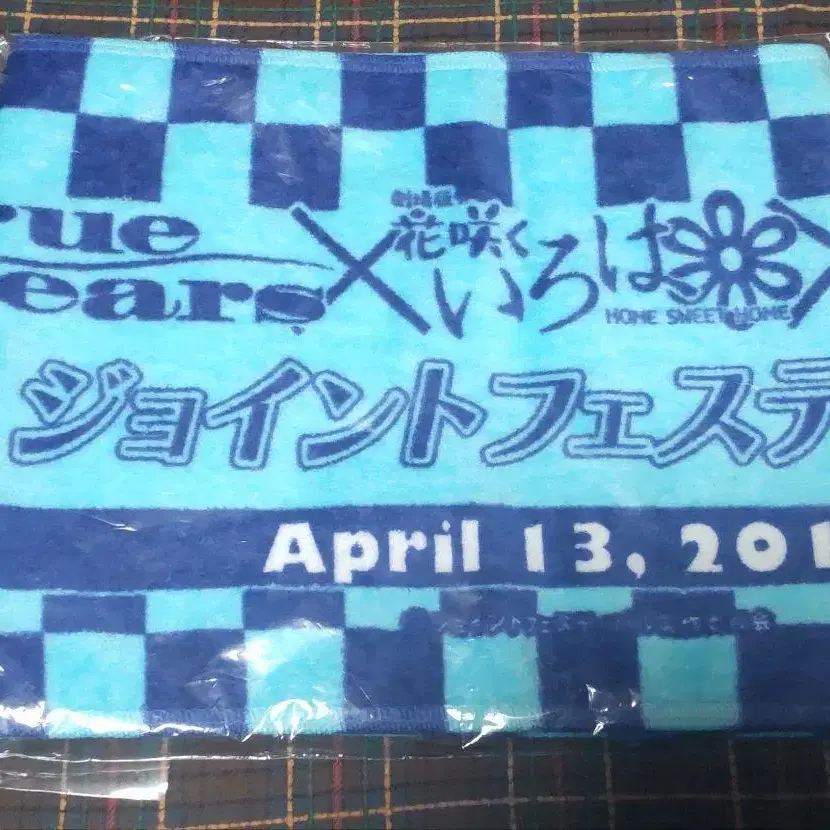 rue
ears
×
劇場版
花咲く
いろは
HOME SWEET HOME
ジョイントフェステ
April 13, 201